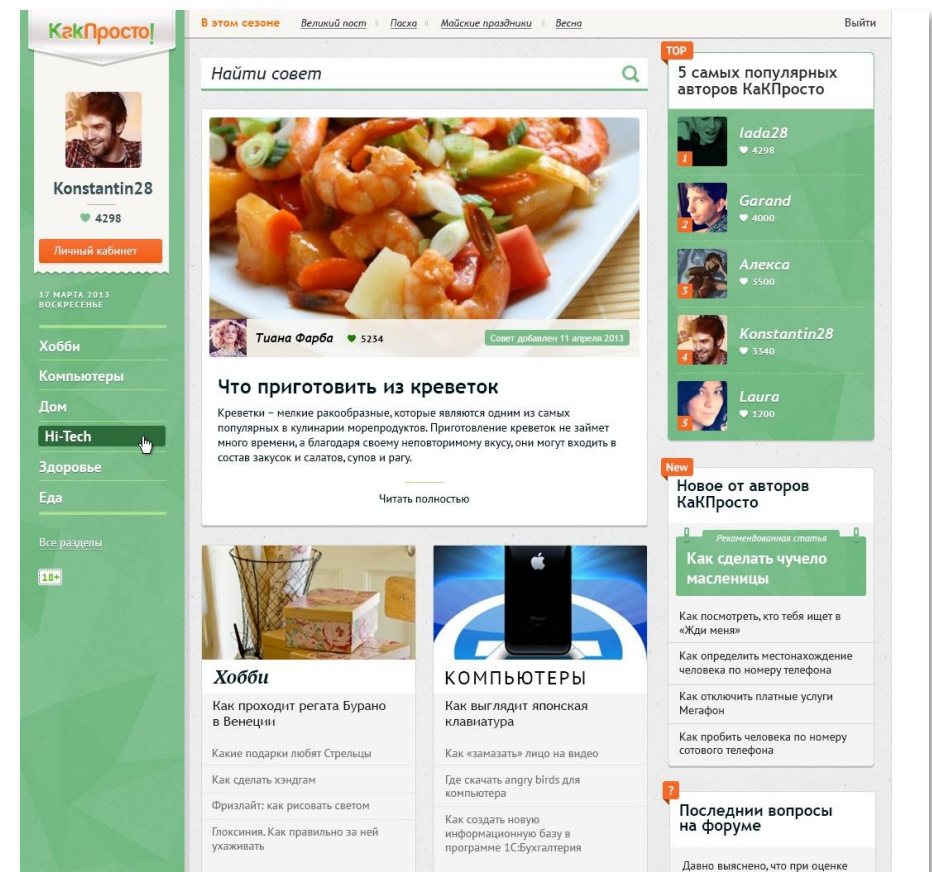 КакПросто!
Konstantin28
4298
Личный кабинет
17 МАРТА 2013
ВОСКРЕСЕНЬЕ
Хобби
Компьютеры
Дом
Hi-Tech
Здоровье
Еда
Все разделы
18+
В этом сезоне
Великий пост
Пасха
Майские праздники
Весна
Выйти
Найти совет
Тиана Фарба 5234
Совет добавлен 11 апреля 2013
Что приготовить из креветок
Креветки – мелкие ракообразные, которые являются одним из самых
популярных в кулинарии морепродуктов. Приготовление креветок не займет
много времени, а благодаря своему неповторимому вкусу, они могут входить в
состав закусок и салатов, супов и рагу.
Читать полностью
Хобби
Как проходит регата Бурано
в Венеции
Какие подарки любят Стрельцы
Как сделать хэндгам
Фризлайт: как рисовать светом
Глоксиния. Как правильно за ней
ухаживать
КОМПЬЮТЕРЫ
Как выглядит японская
клавиатура
Как «замазать» лицо на видео
Где скачать angry birds для
компьютера
Как создать новую
информационную базу в
программе 1С:Бухгалтерия
TOP
5 самых популярных
авторов КаКПросто
1
lada28
4298
2
Garand
4000
3
Алекса
3500
4
Konstantin28
3340
5
Laura
1200
New
Новое от авторов
КаКПросто
Рекомендованная статья
Как сделать чучело
масленицы
Как посмотреть, кто тебя ищет в
«Жди меня»
Как определить местонахождение
человека по номеру телефона
Как отключить платные услуги
Мегафон
Как пробить человека по номеру
сотового телефона
?
Последнии вопросы
на форуме
Давно выяснено, что при оценке